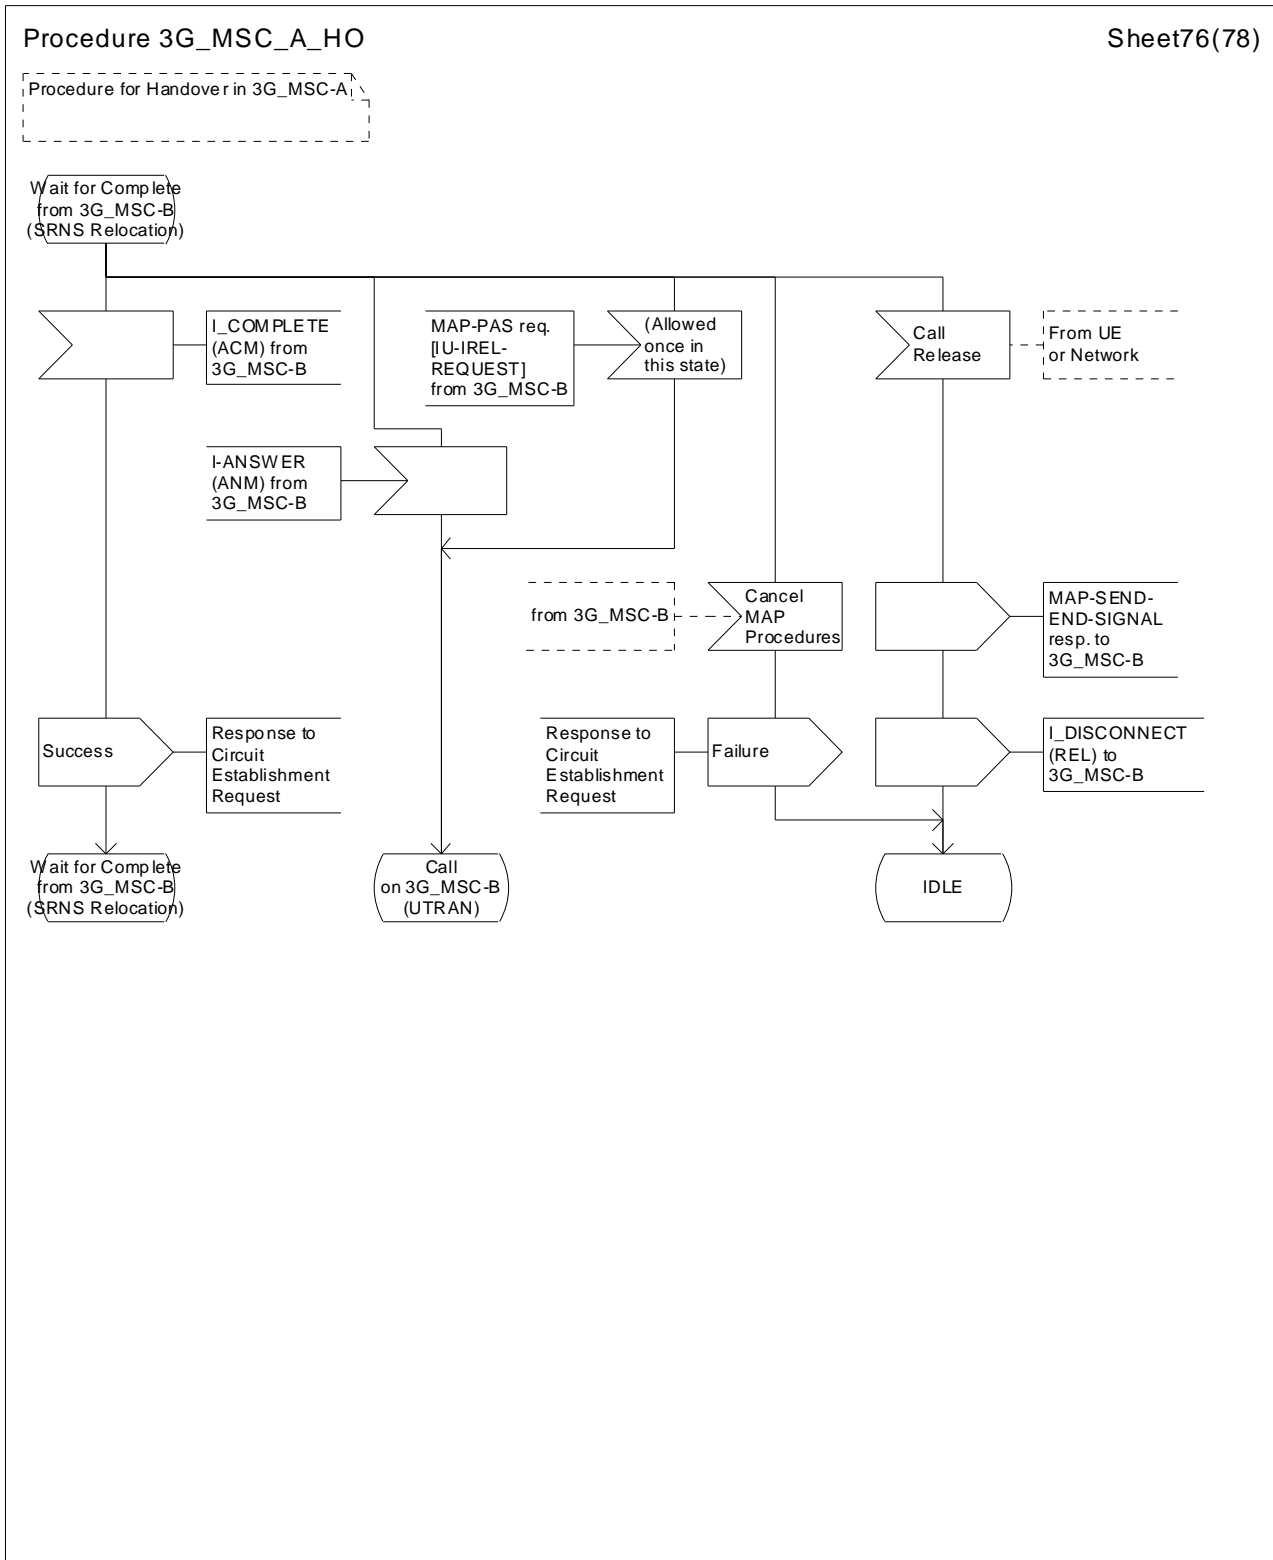 Procedure 3G_MSC_A_HO
Sheet76(78)
Procedure for Handover in 3G_MSC-A
Wait for Complete
from 3G_MSC-B
(SRNS Relocation)
I_COMPLETE
(ACM) from
3G_MSC-B
MAP-PAS req.
[IU-IREL-
REQUEST]
from 3G_MSC-B
(Allowed
once in
this state)
Call
Release
From UE
or Network
I-ANSWER
(ANM) from
3G_MSC-B
from 3G_MSC-B
Cancel
MAP
Procedures
MAP-SEND-
END-SIGNAL
resp. to
3G_MSC-B
Success
Response to
Circuit
Establishment
Request
Response to
Circuit
Establishment
Request
Failure
I_DISCONNECT
(REL) to
3G_MSC-B
Wait for Complete
from 3G_MSC-B
(SRNS Relocation)
Call
on 3G_MSC-B
(UTRAN)
IDLE